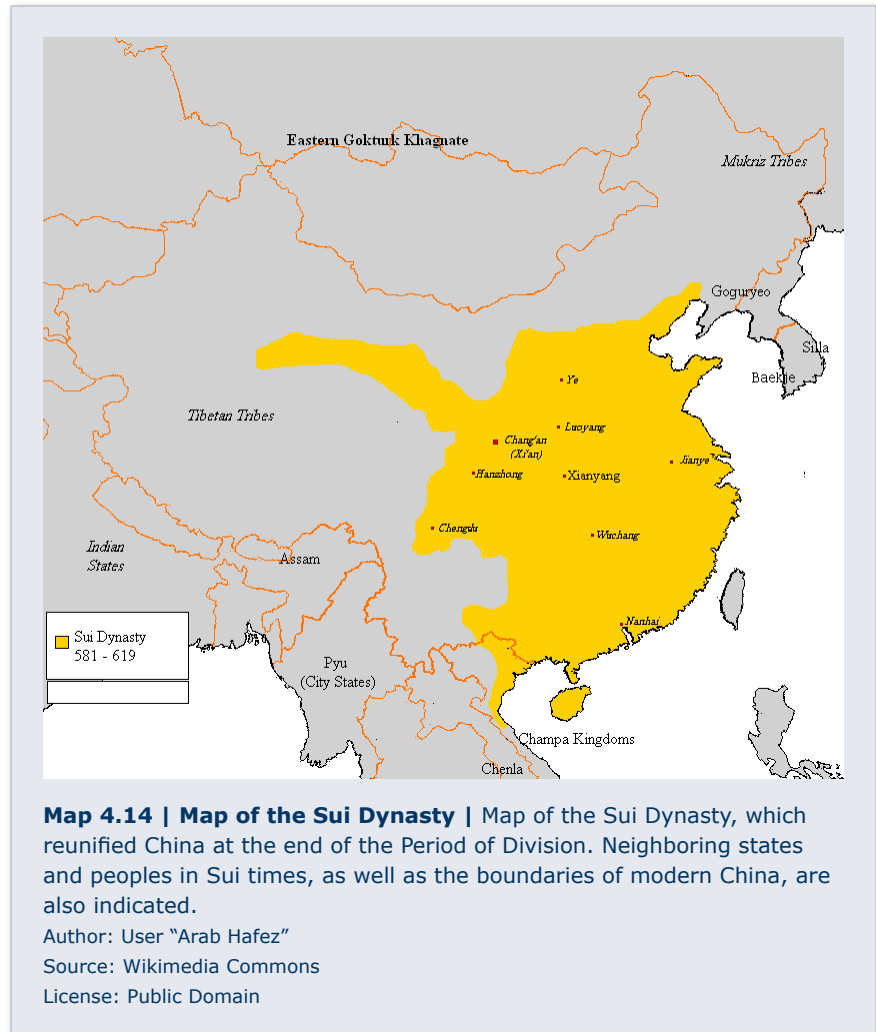 Eastern Gokturk Khagnate
Mukriz Tribes
Goguryeo
Silla
Baekje
Ye
Tibetan Tribes
Luoyang
Chang'an
(Xi'an)
Jianye
Hanzhong
Xianyang
Chengdu
Wuchang
Indian
States
Assam
Nanhai
Sui Dynasty
581 - 619
Pyu
(City States)
Champa Kingdoms
Chenla
Map 4.14 | Map of the Sui Dynasty | Map of the Sui Dynasty, which
reunified China at the end of the Period of Division. Neighboring states
and peoples in Sui times, as well as the boundaries of modern China, are
also indicated.
Author: User “Arab Hafez”
Source: Wikimedia Commons
License: Public Domain